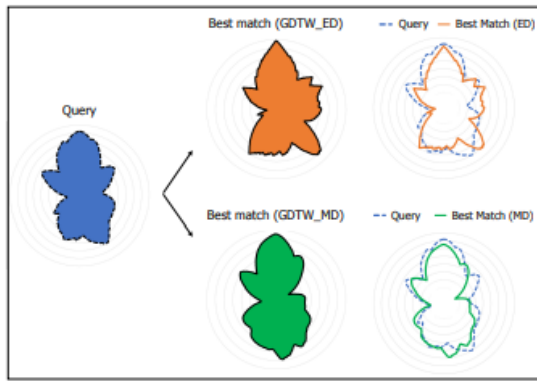 Best match (GDTW_ED)
Query
Best Match (ED)
Query
Best match (GDTW_MD)
Query
Best Match (MD)